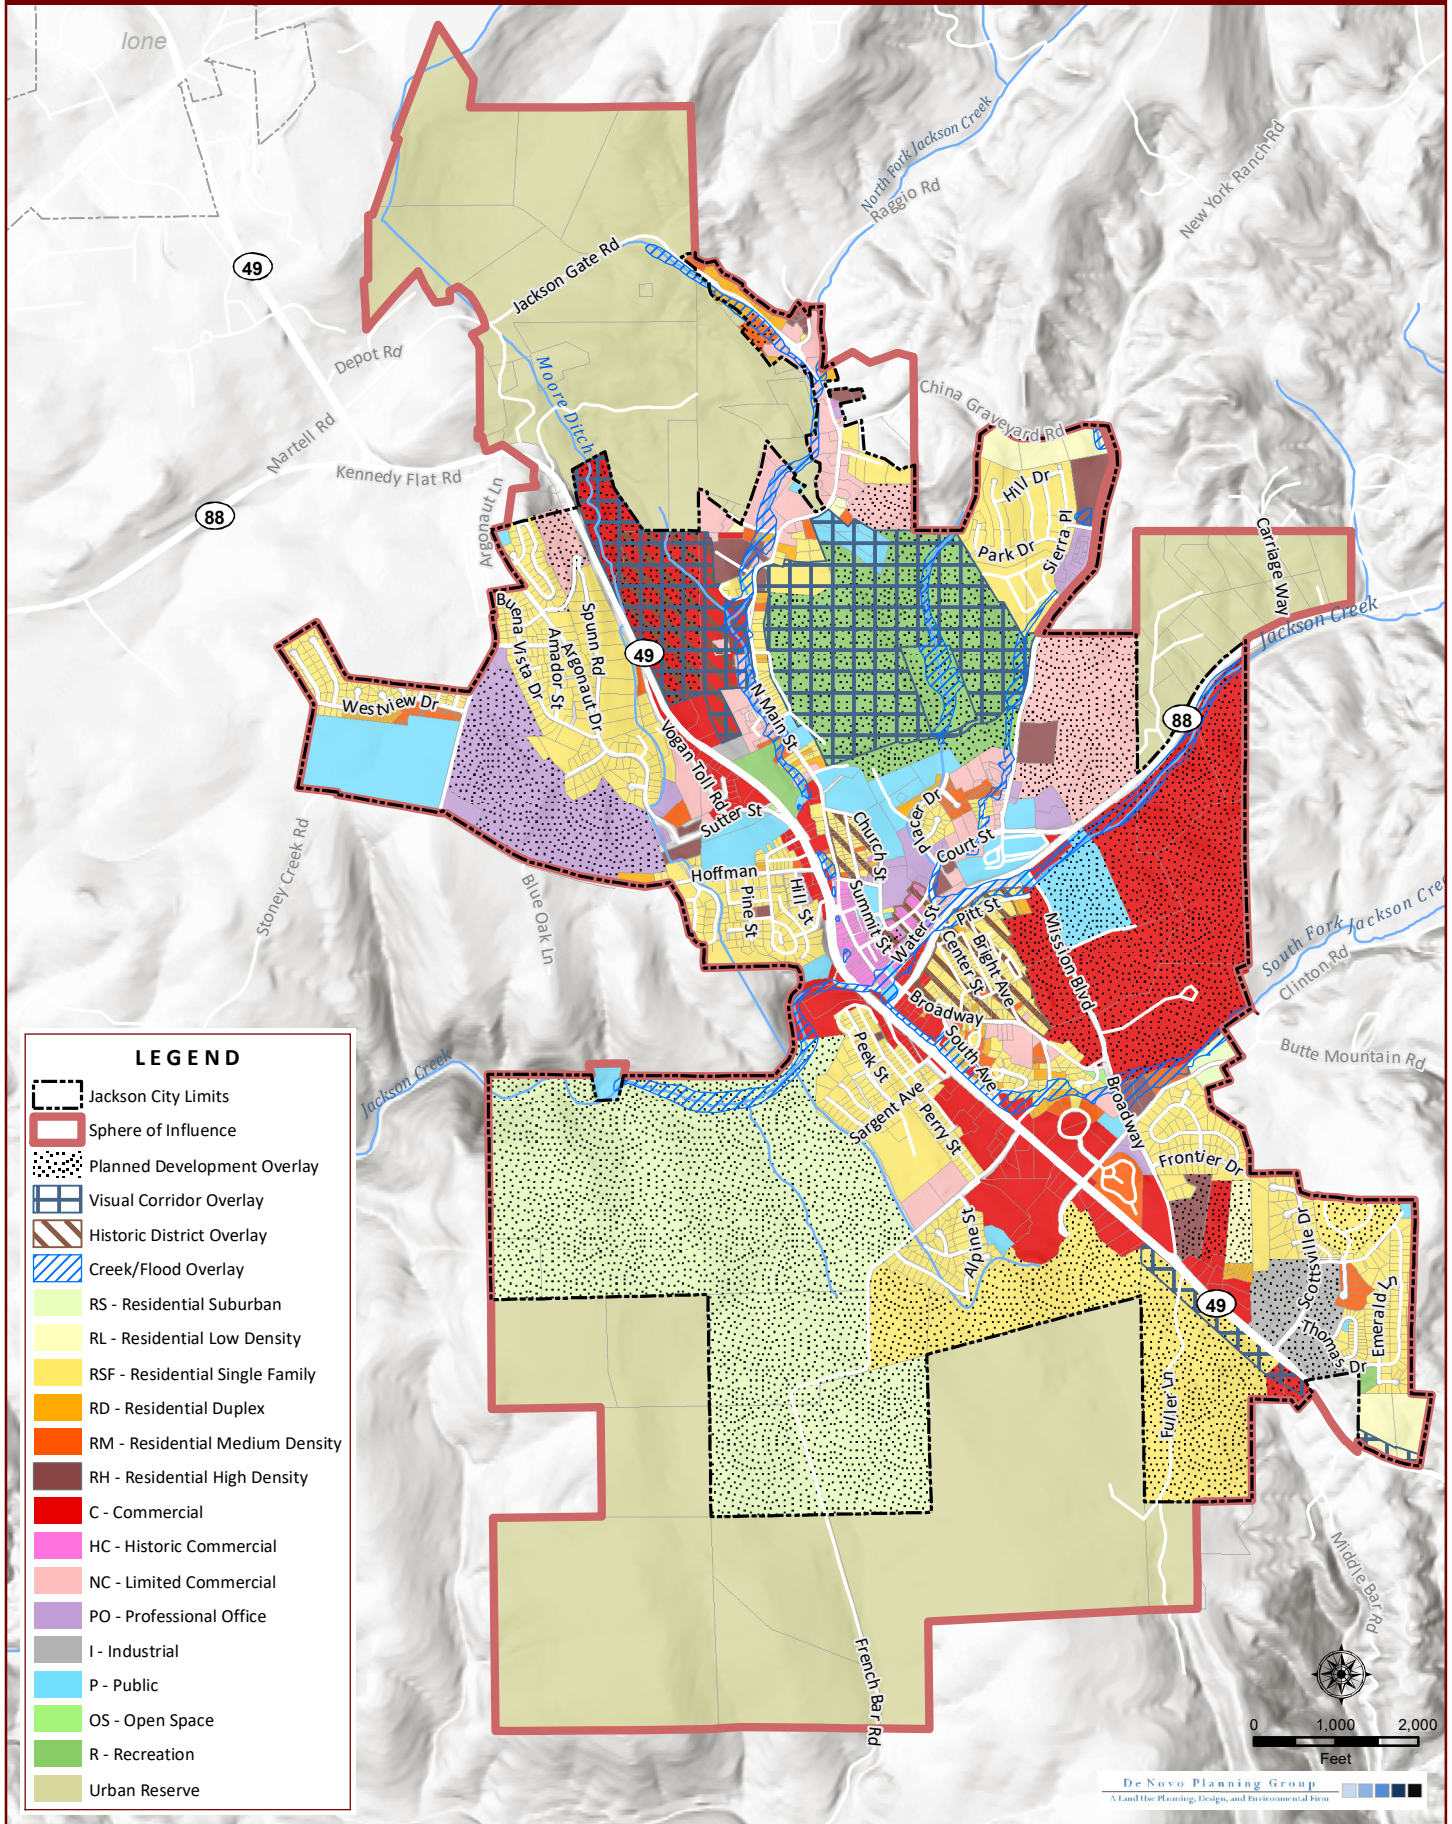 Ione
North Fork Jackson Creek
Raggio Rd
New York Ranch Rd
49
Jackson Gate Rd
Depot Rd
Moore Ditch
China Graveyard Rd
Martell Rd
Kennedy Flat Rd
88
Argonaut Ln
Hill Dr
Park Dr
Sierra Pl
Carriage Way
Jackson Creek
Buena Vista Dr
Amador St
Spunn Rd
Argonaut Dr
49
Westview Dr
N Main St
88
Vogan Toll Rd
Sutter St
Church St
Placer Dr
Court St
Stoney Creek Rd
Blue Oak Ln
Hoffman
Pine St
Hill St
Summit St
Water St
Pitt St
Center St
Bright Ave
Mission Blvd
South Fork Jackson Cree
Clinton Rd
Broadway
South Ave
Butte Mountain Rd
Peek St
Sargent Ave
Perry St
Broadway
Frontier Dr
Jackson Creek
Alpine St
Scottsville Dr
49
Thomas Dr
Emerald
Fuller Ln
French Bar Rd
Middle Bar Rd
LEGEND
Jackson City Limits
Sphere of Influence
Planned Development Overlay
Visual Corridor Overlay
Historic District Overlay
Creek/Flood Overlay
RS - Residential Suburban
RL - Residential Low Density
RSF - Residential Single Family
RD - Residential Duplex
RM - Residential Medium Density
RH - Residential High Density
C - Commercial
HC - Historic Commercial
NC - Limited Commercial
PO - Professional Office
I - Industrial
P - Public
OS - Open Space
R - Recreation
Urban Reserve
0 1,000 2,000
Feet
De Novo Planning Group
A Land Use Planning, Design, and Environmental Firm